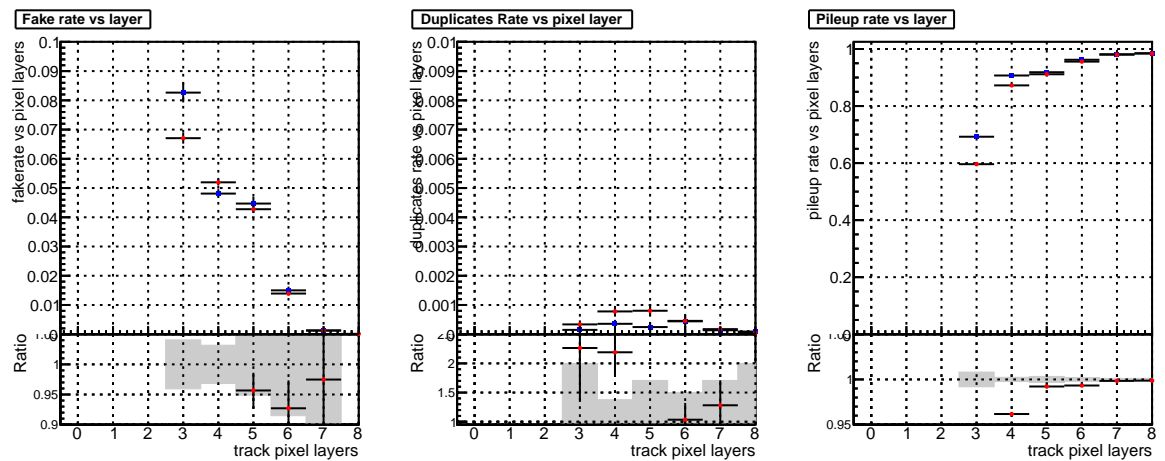 Fake rate vs layer
fakerate vs pixel layers
0.1
0.09
0.08
0.07
0.06
0.05
0.04
0.03
0.02
0.01
0
Ratio
1
0.95
0.9
0 1 2 3 4 5 6 7 8
track pixel layers
Duplicates Rate vs pixel layer
duplicates rate vs pixel layers
0.01
0.009
0.008
0.007
0.006
0.005
0.004
0.003
0.002
0.001
0
Ratio
2
1.5
1
0 1 2 3 4 5 6 7 8
track pixel layers
Pileup rate vs layer
pileup rate vs pixel layers
1
0.8
0.6
0.4
0.2
0
Ratio
1
0.95
0 1 2 3 4 5 6 7 8
track pixel layers